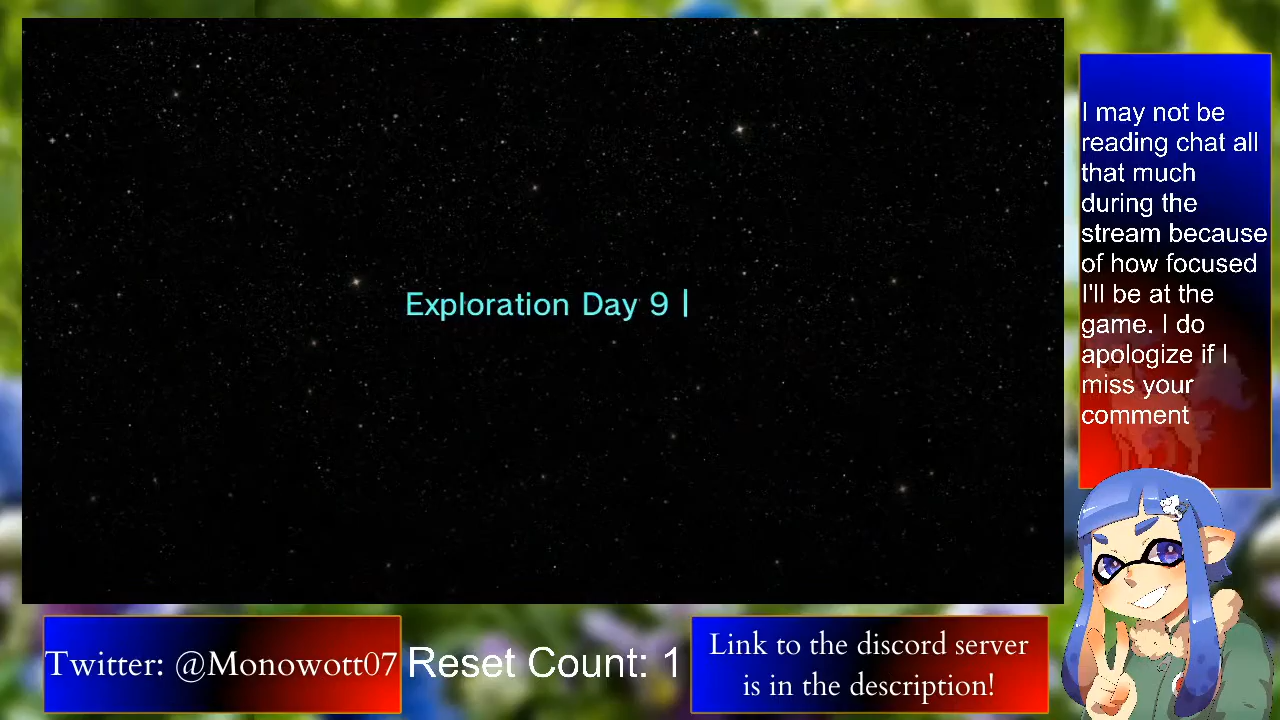 Exploration Day 9 |
I may not be
reading chat all
that much
during the
stream because
of how focused
I'll be at the
game. I do
apologize if I
miss your
comment
Twitter: @Monowott07
Reset Count: 1
Link to the discord server
is in the description!